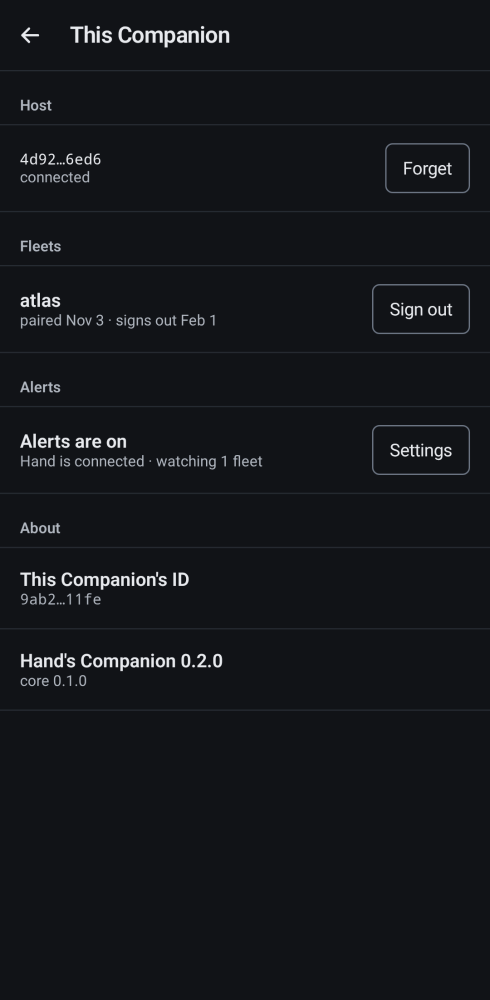 This Companion
Host
4d92…6ed6
connected
Forget
Fleets
atlas
paired Nov 3 · signs out Feb 1
Sign out
Alerts
Alerts are on
Hand is connected · watching 1 fleet
Settings
About
This Companion's ID
9ab2…11fe
Hand's Companion 0.2.0
core 0.1.0